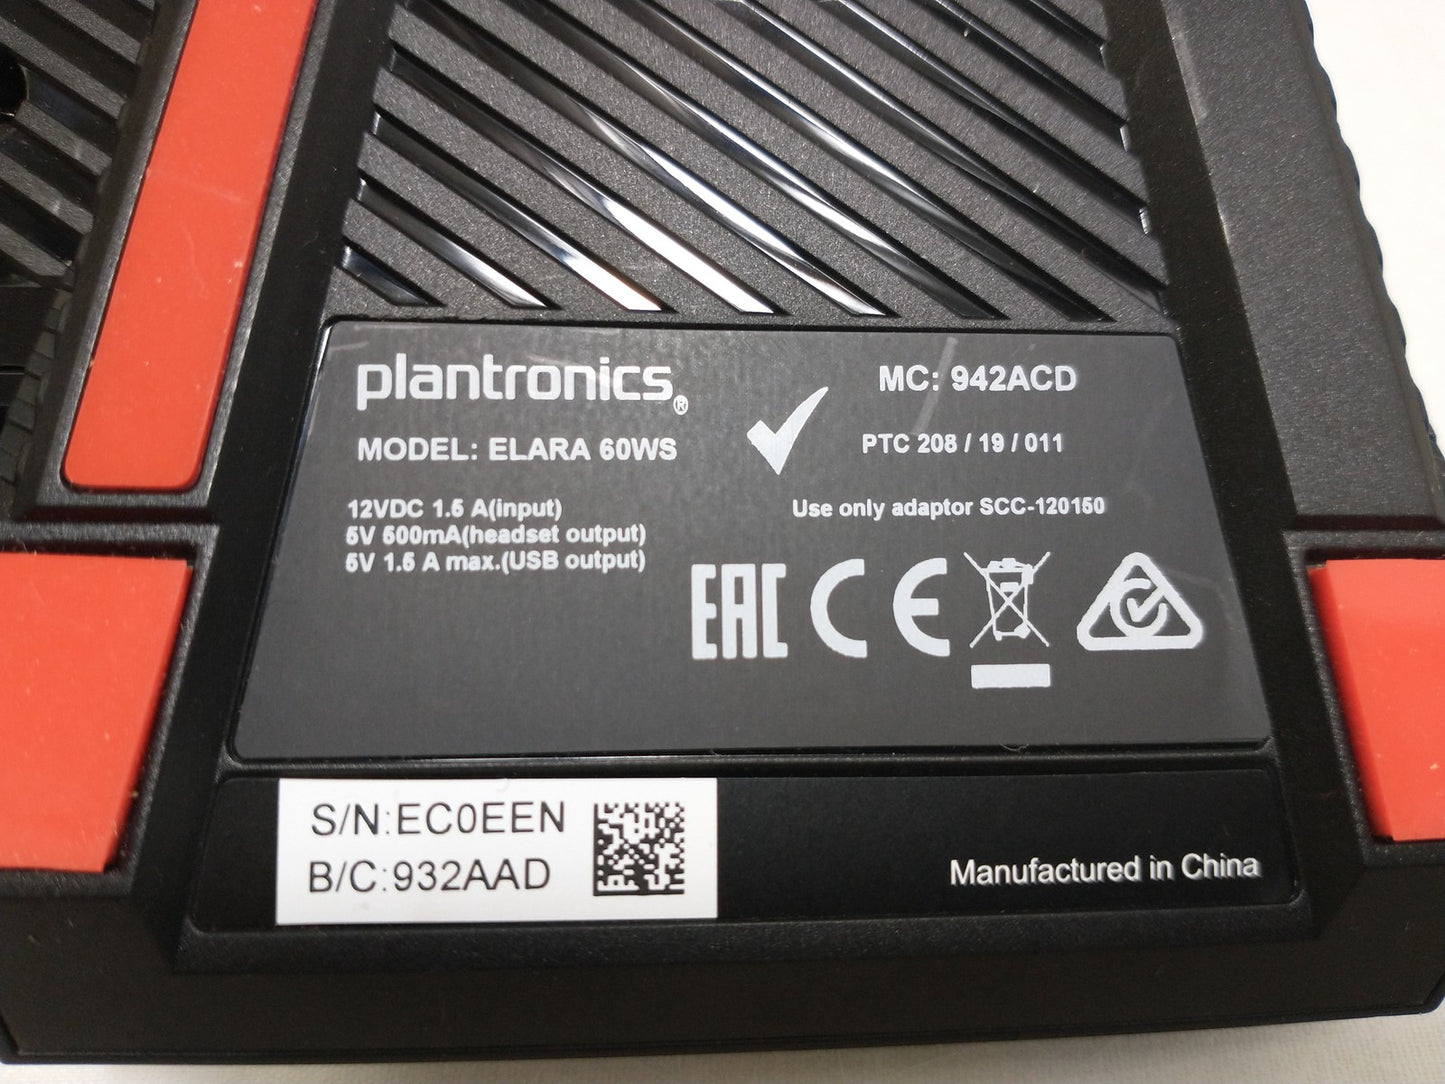 plantronics®
MODEL: ELARA 60WS
MC: 942ACD
PTC 208 / 19 / 011
12VDC 1.5 A(input)
5V 500mA(headset output)
5V 1.5 A max.(USB output)
Use only adaptor SCC-120150
EAC CE
S/N:EC0EEN
B/C:932AAD
Manufactured in China